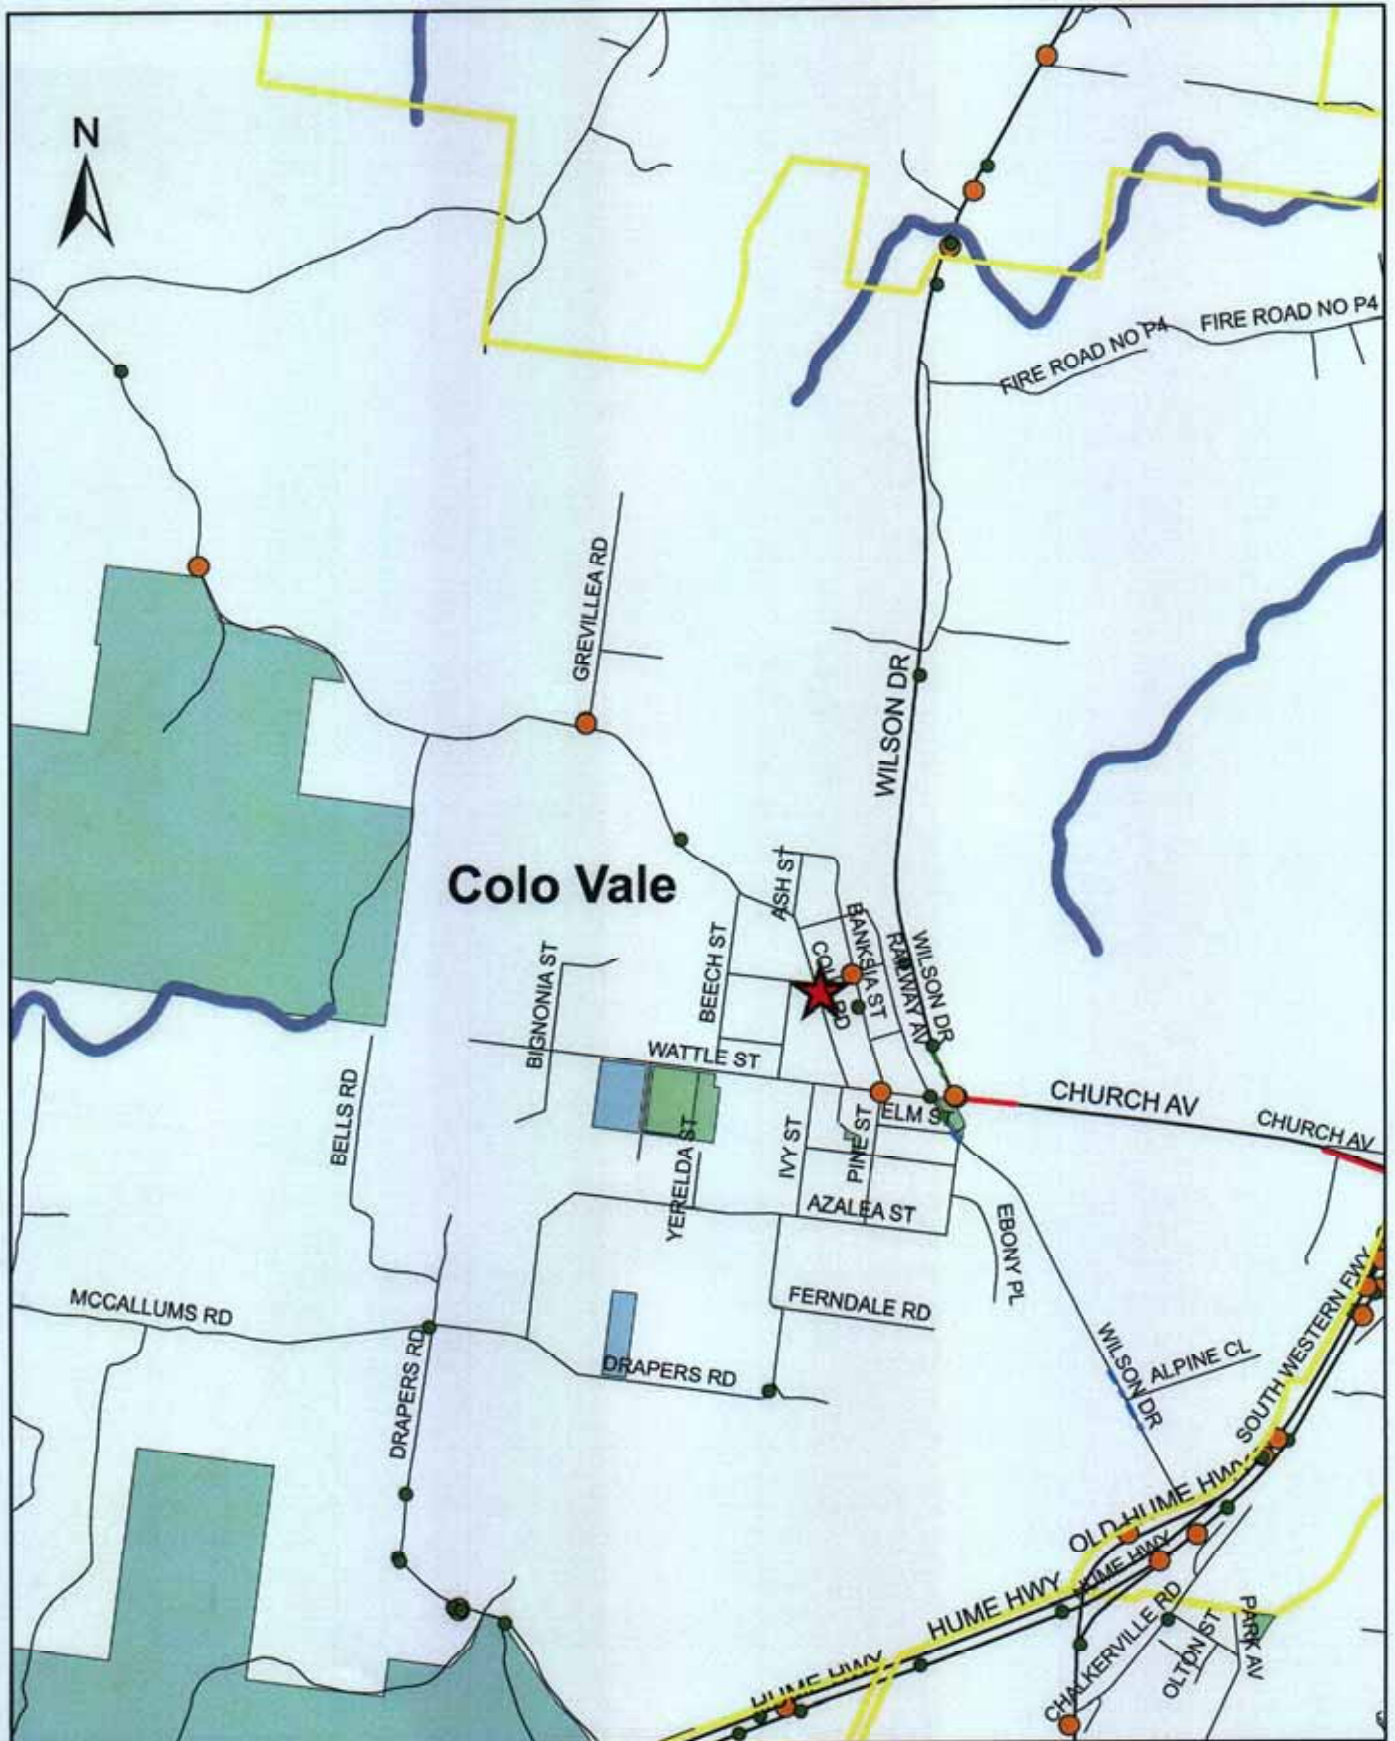 N
FIRE ROAD NO P4
FIRE ROAD NO P4
GREVILLEA RD
WILSON DR
Colo Vale
ASH ST
BANKSIA ST
RAILWAY AV
WILSON DR
BEECH ST
BIGNONIA ST
RD
WATTLE ST
CHURCH AV
CHURCH AV
ELM ST
BELLS RD
YERELDA ST
IVY ST
PINE ST
AZALEA ST
EBONY PL
MCCALLUMS RD
FERNDALE RD
DRAPERS RD
DRAPERS RD
WILSON DR
ALPINE CL
SOUTH WESTERN FWY
OLD HUME HWY
HUME HWY
HUME HWY
HUME HWY
CHALKERVILLE RD
OLTON ST
PARK AV